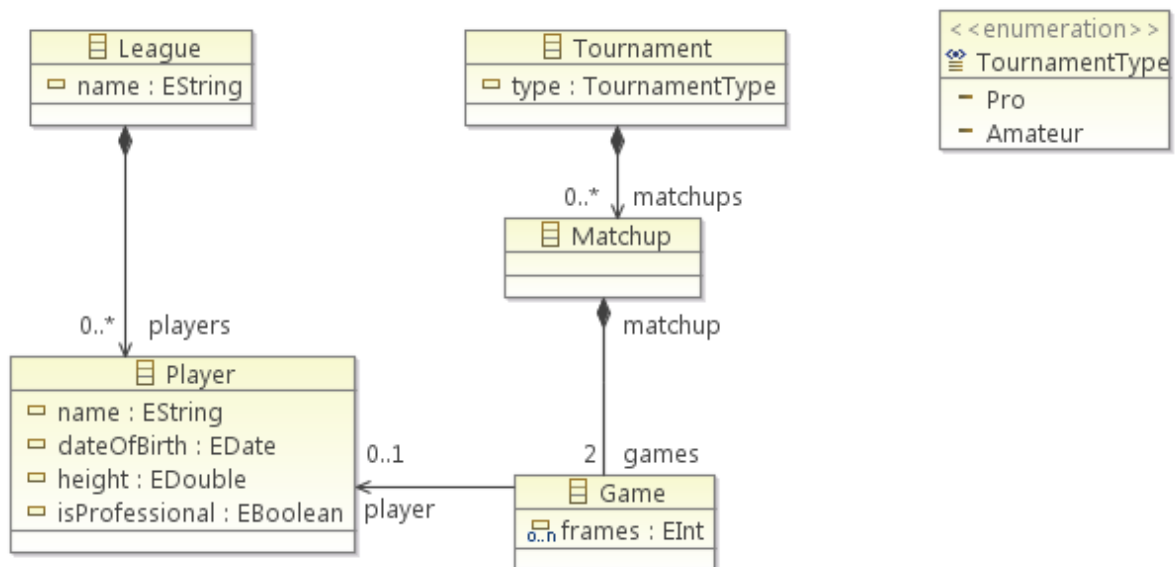 League
name : EString
Tournament
type : TournamentType
<<enumeration>>
TournamentType
Pro
Amateur
0..* matchups
Matchup
matchup
0..* players
Player
name : EString
dateOfBirth : EDate
height : EDouble
isProfessional : EBoolean
0..1
player
2 games
Game
0..n frames : EInt